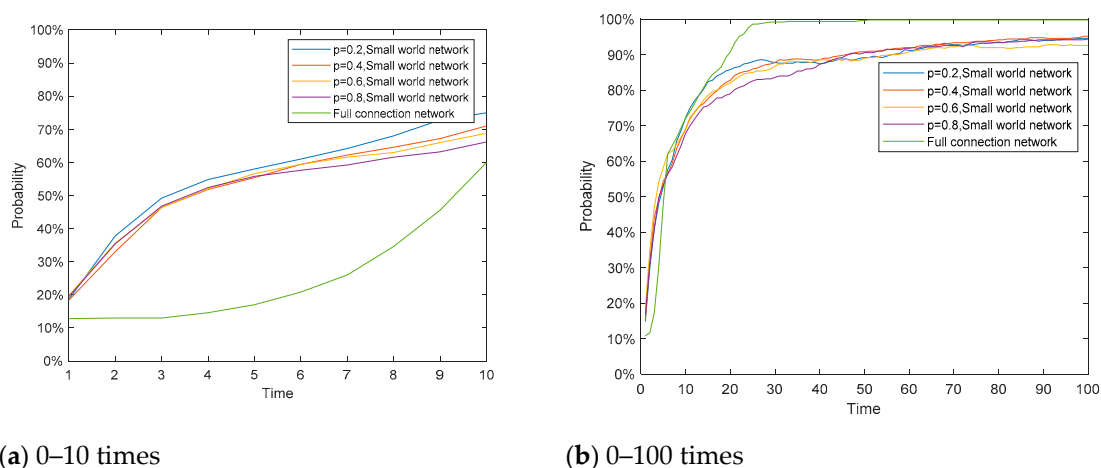 100%
90%
80%
70%
60%
50%
40%
30%
20%
10%
0%
Probability
p=0.2,Small world network
p=0.4,Small world network
p=0.6,Small world network
p=0.8,Small world network
Full connection network
1 2 3 4 5 6 7 8 9 10
Time
(a) 0–10 times
100%
90%
80%
70%
60%
50%
40%
30%
20%
10%
0%
Probability
p=0.2,Small world network
p=0.4,Small world network
p=0.6,Small world network
p=0.8,Small world network
Full connection network
0 10 20 30 40 50 60 70 80 90 100
Time
(b) 0–100 times